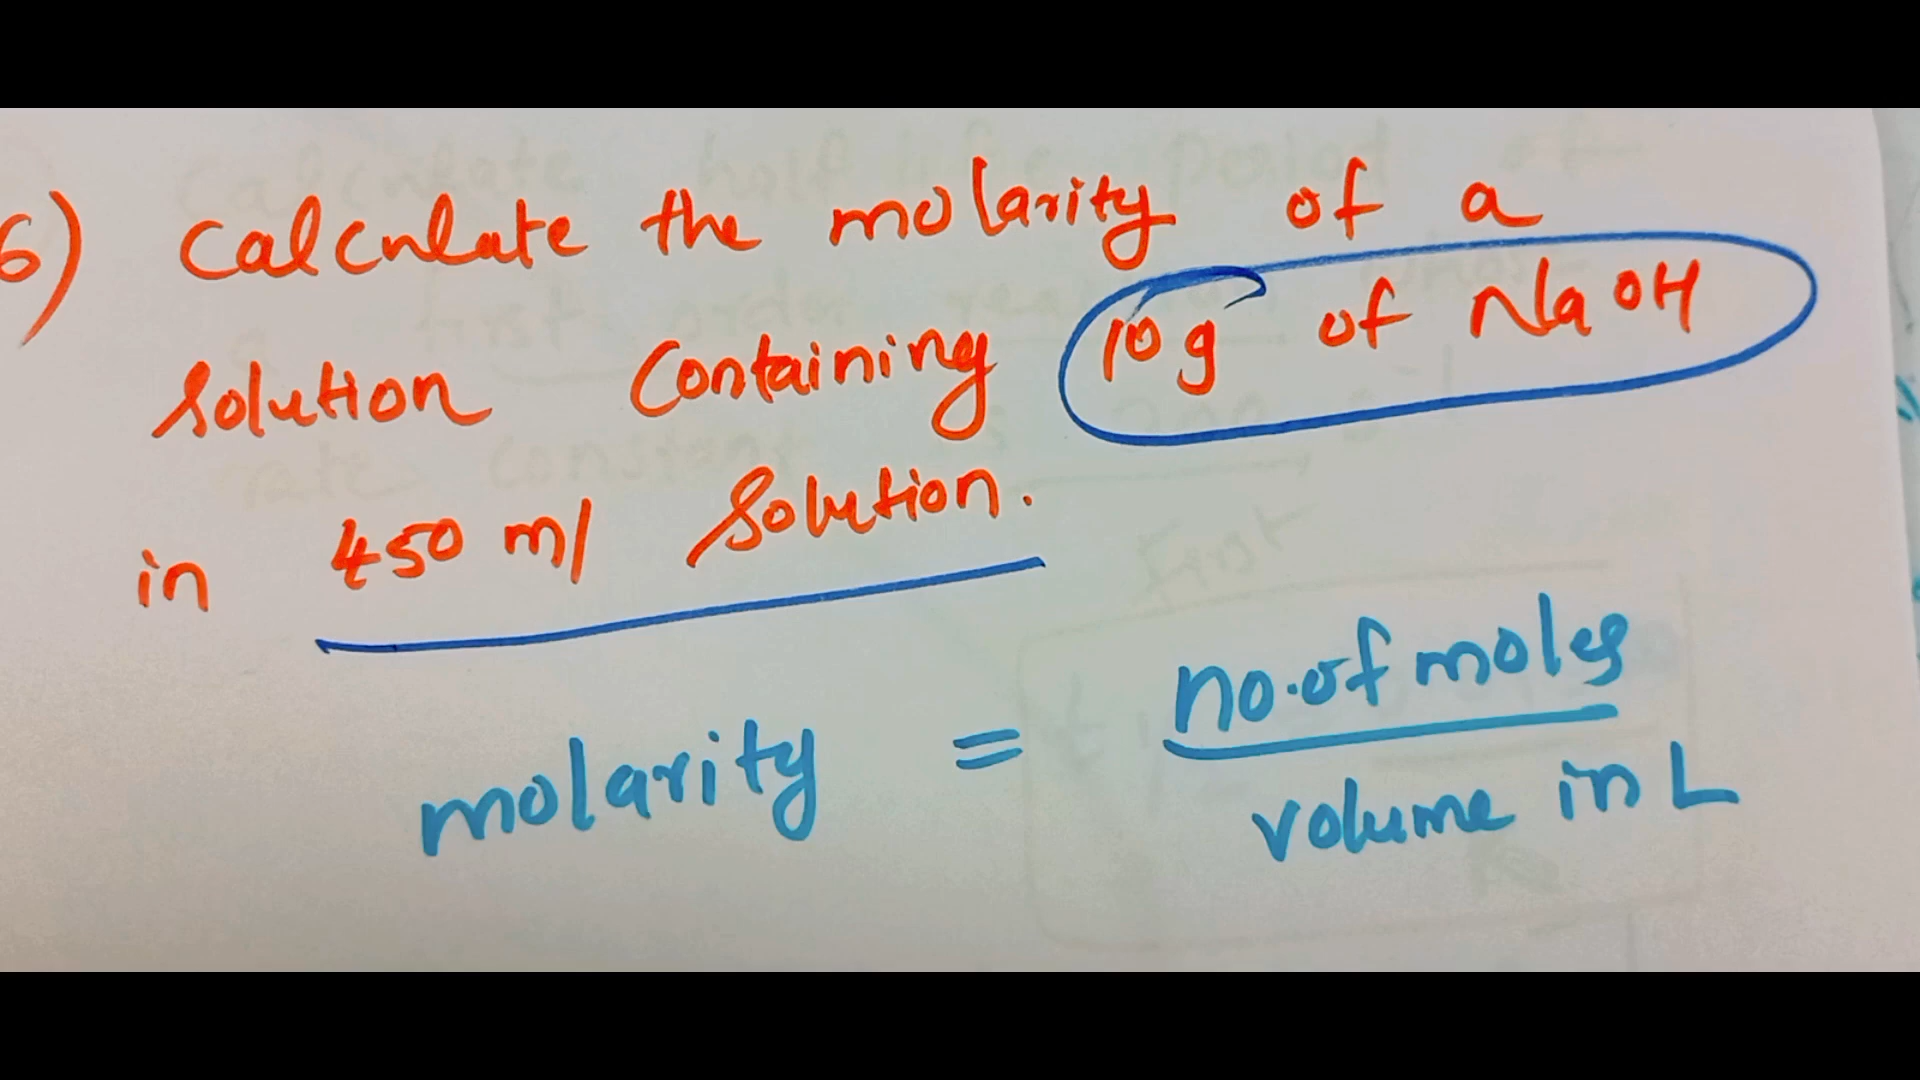 6) Calculate the molarity of a
solution containing 10g of NaOH
in 450 ml solution.
molarity = no. of moles
volume in L